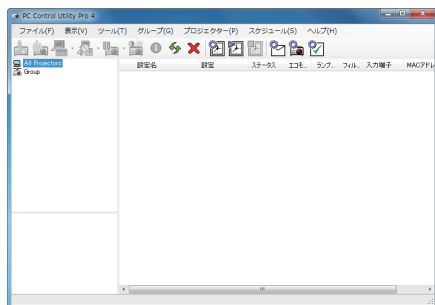 PC Control Utility Pro 4
ファイル(F) 表示(V) ツール(T) グループ(G) プロジェクター(P) スケジュール(S) ヘルプ(H)
All Projectors
Group
設定名 設定 ステータス エコモ... ランプ... フィル... 入力端子 MACアドレ